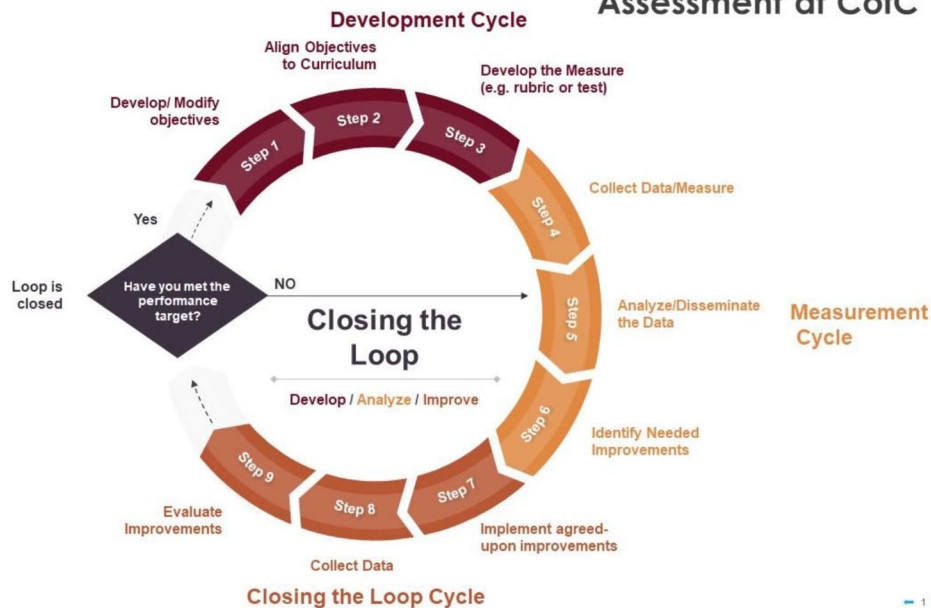 Assessment at CofC
Development Cycle
Align Objectives
to Curriculum
Develop the Measure
(e.g. rubric or test)
Develop/ Modify
objectives
Step 1
Step 2
Step 3
Collect Data/Measure
Step 4
Yes
Loop is
closed
Have you met the
performance
target?
NO
Closing the
Loop
Develop / Analyze / Improve
Step 5
Analyze/Disseminate
the Data
Measurement
Cycle
Step 6
Identify Needed
Improvements
Step 7
Implement agreed-
upon improvements
Step 8
Collect Data
Step 9
Evaluate
Improvements
Closing the Loop Cycle
1